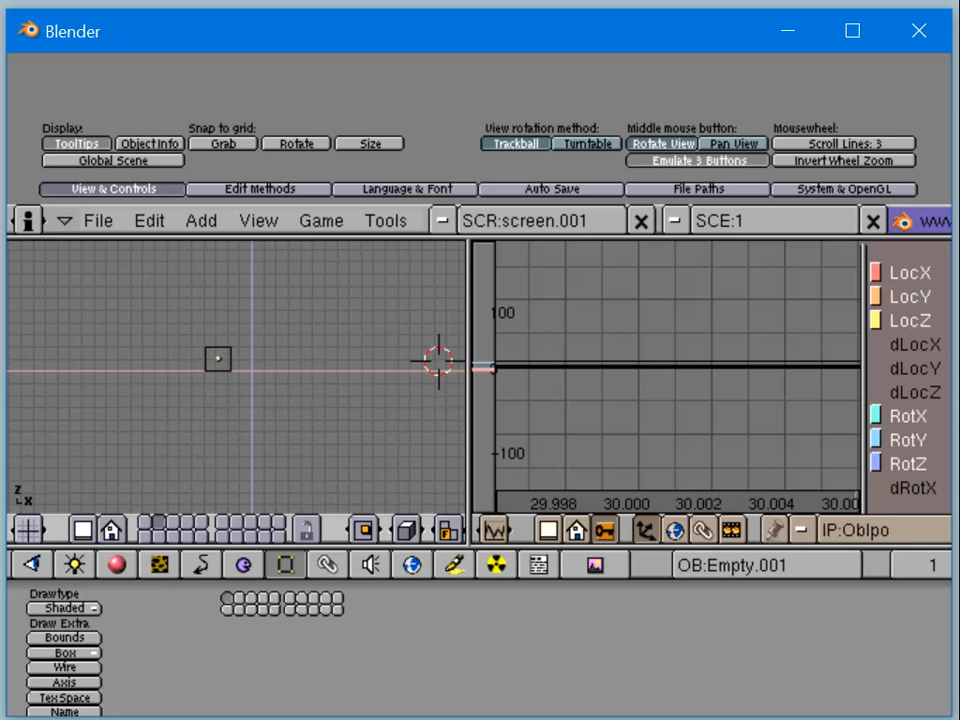 Blender
Display: Snap to grid: View rotation method: Middle mouse button: Mousewheel:
ToolTips Object Info Grab Rotate Size Trackball Turntable Rotate View Pan View Scroll Lines: 3
Global Scene Emulate 3 Buttons Invert Wheel Zoom
View & Controls Edit Methods Language & Font Auto Save File Paths System & OpenGL
File Edit Add View Game Tools SCR:screen.001 SCE:1 www
LocX
100
LocY
LocZ
dLocX
dLocY
dLocZ
RotX
RotY
-100
RotZ
Z
X
dRotX
29.998 30.000 30.002 30.004 30.00
IP:ObIpo
OB:Empty.001 1
Drawtype
Shaded
Draw Extra
Bounds
Box
Wire
Axis
TexSpace
Name